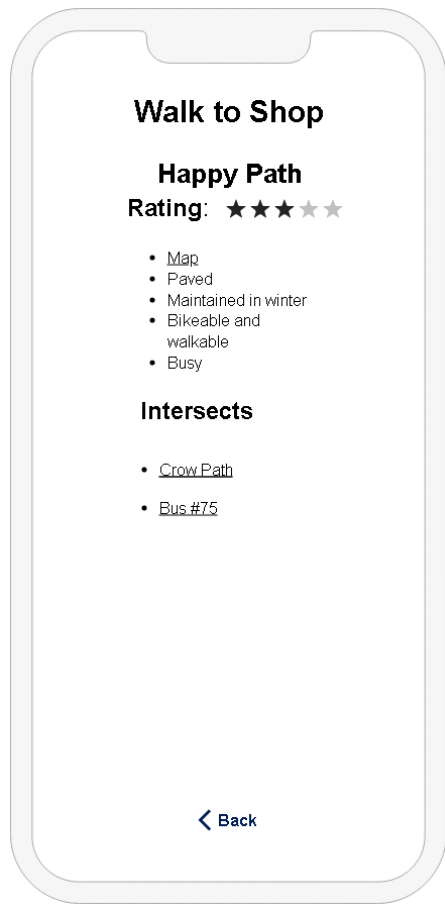 Walk to Shop
Happy Path
Rating:
Map
Paved
Maintained in winter
Bikeable and
walkable
Busy
Intersects
Crow Path
Bus #75
Back